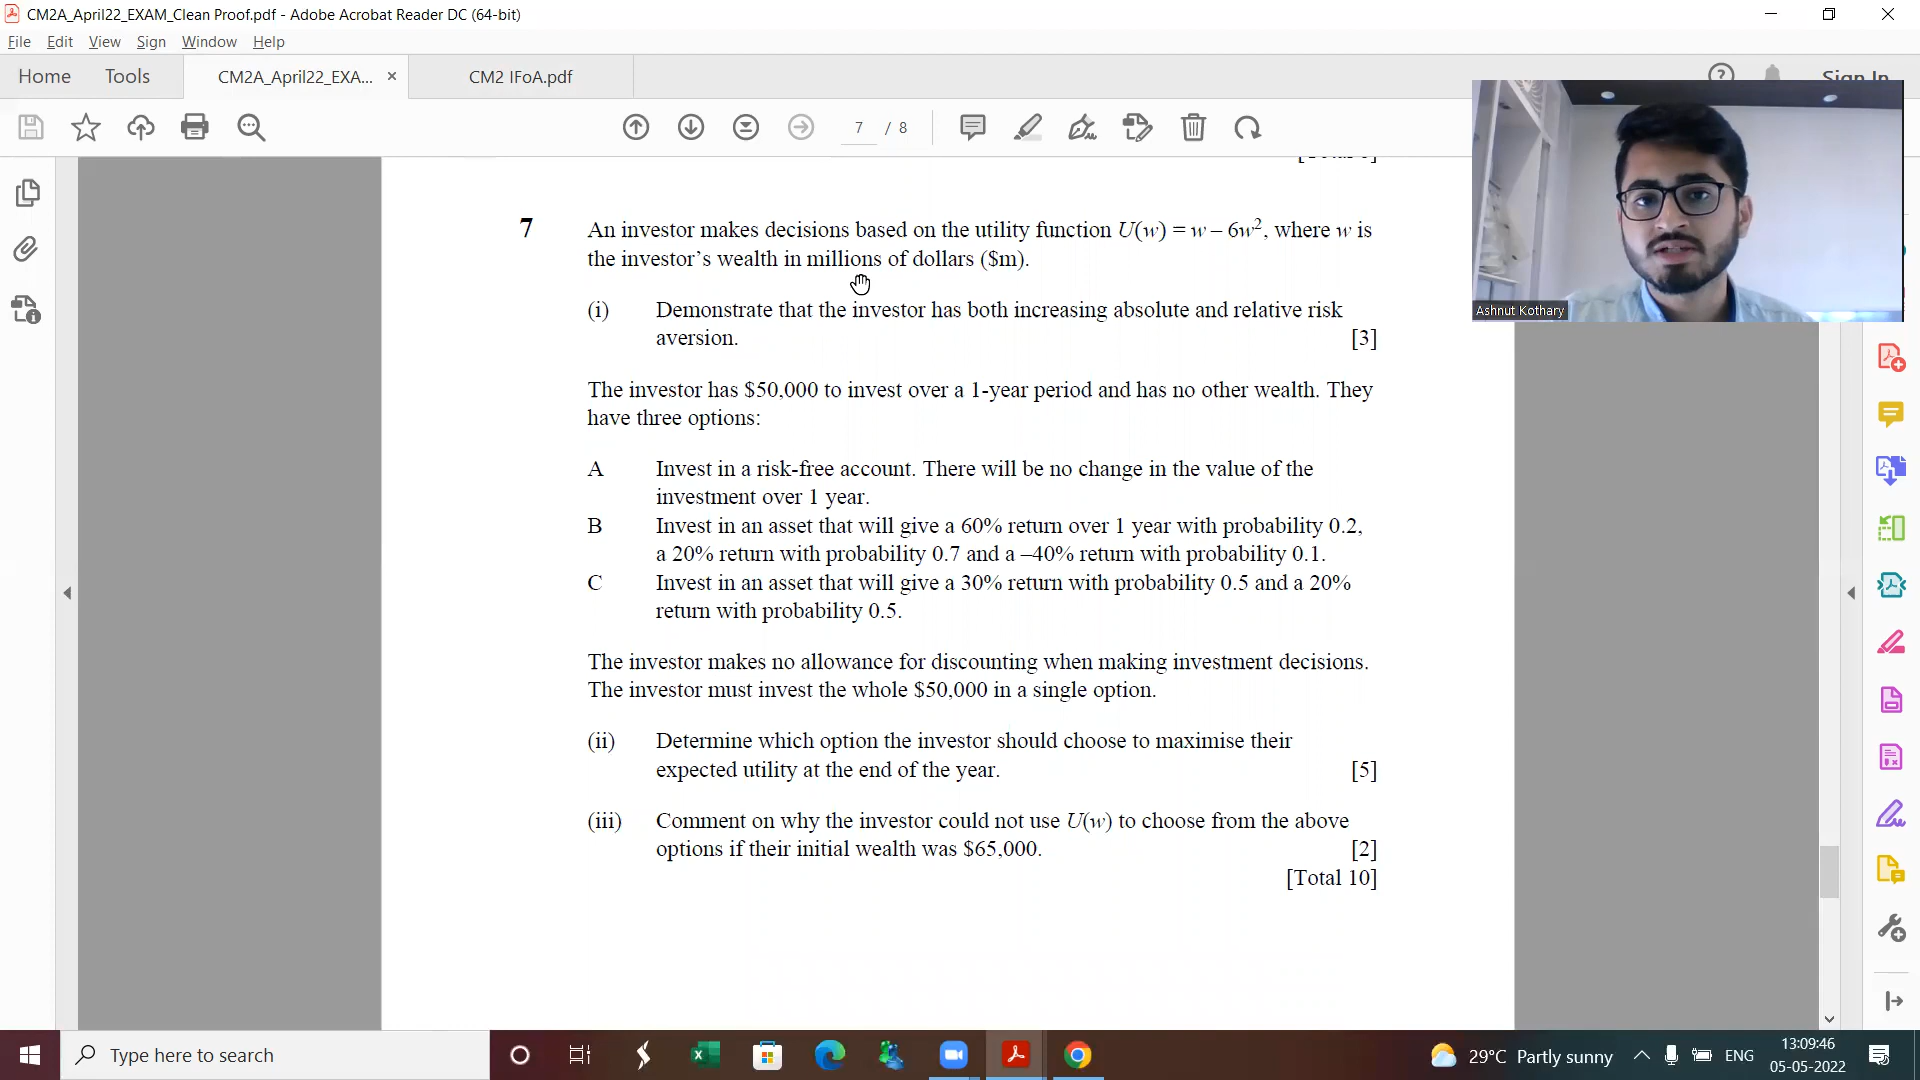 CM2A_April22_EXAM_Clean Proof.pdf - Adobe Acrobat Reader DC (64-bit)
File Edit View Sign Window Help
Home Tools CM2A_April22_EXA... × CM2 IFoA.pdf Sign In
7 / 8
7 An investor makes decisions based on the utility function U(w) = w – 6w², where w is
the investor's wealth in millions of dollars ($m).
(i) Demonstrate that the investor has both increasing absolute and relative risk
aversion. [3]
The investor has $50,000 to invest over a 1-year period and has no other wealth. They
have three options:
A Invest in a risk-free account. There will be no change in the value of the
investment over 1 year.
B Invest in an asset that will give a 60% return over 1 year with probability 0.2,
a 20% return with probability 0.7 and a –40% return with probability 0.1.
C Invest in an asset that will give a 30% return with probability 0.5 and a 20%
return with probability 0.5.
The investor makes no allowance for discounting when making investment decisions.
The investor must invest the whole $50,000 in a single option.
(ii) Determine which option the investor should choose to maximise their
expected utility at the end of the year. [5]
(iii) Comment on why the investor could not use U(w) to choose from the above
options if their initial wealth was $65,000. [2]
[Total 10]
Ashnut Kothary
Type here to search
29°C Partly sunny ENG 13:09:46
05-05-2022